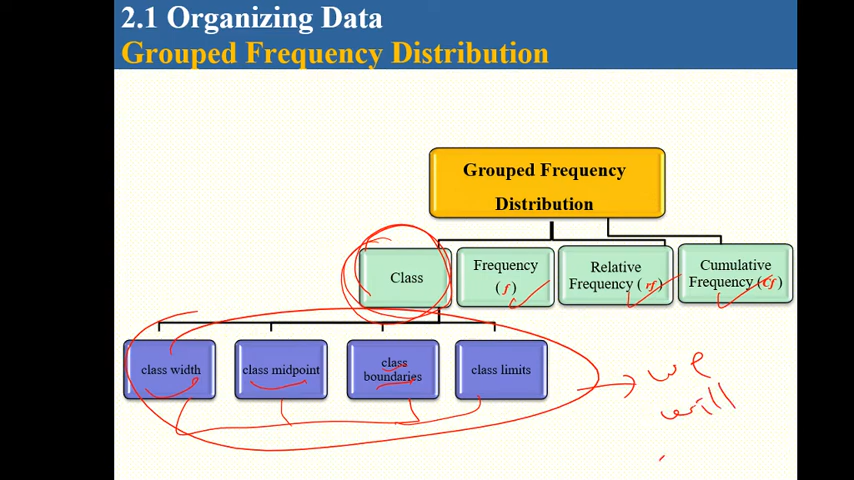 2.1 Organizing Data
Grouped Frequency Distribution
Grouped Frequency
Distribution
Class
Frequency
(f)
Relative
Frequency ( rf)
Cumulative
Frequency (Cf)
class width
class midpoint
class
boundaries
class limits
we
will